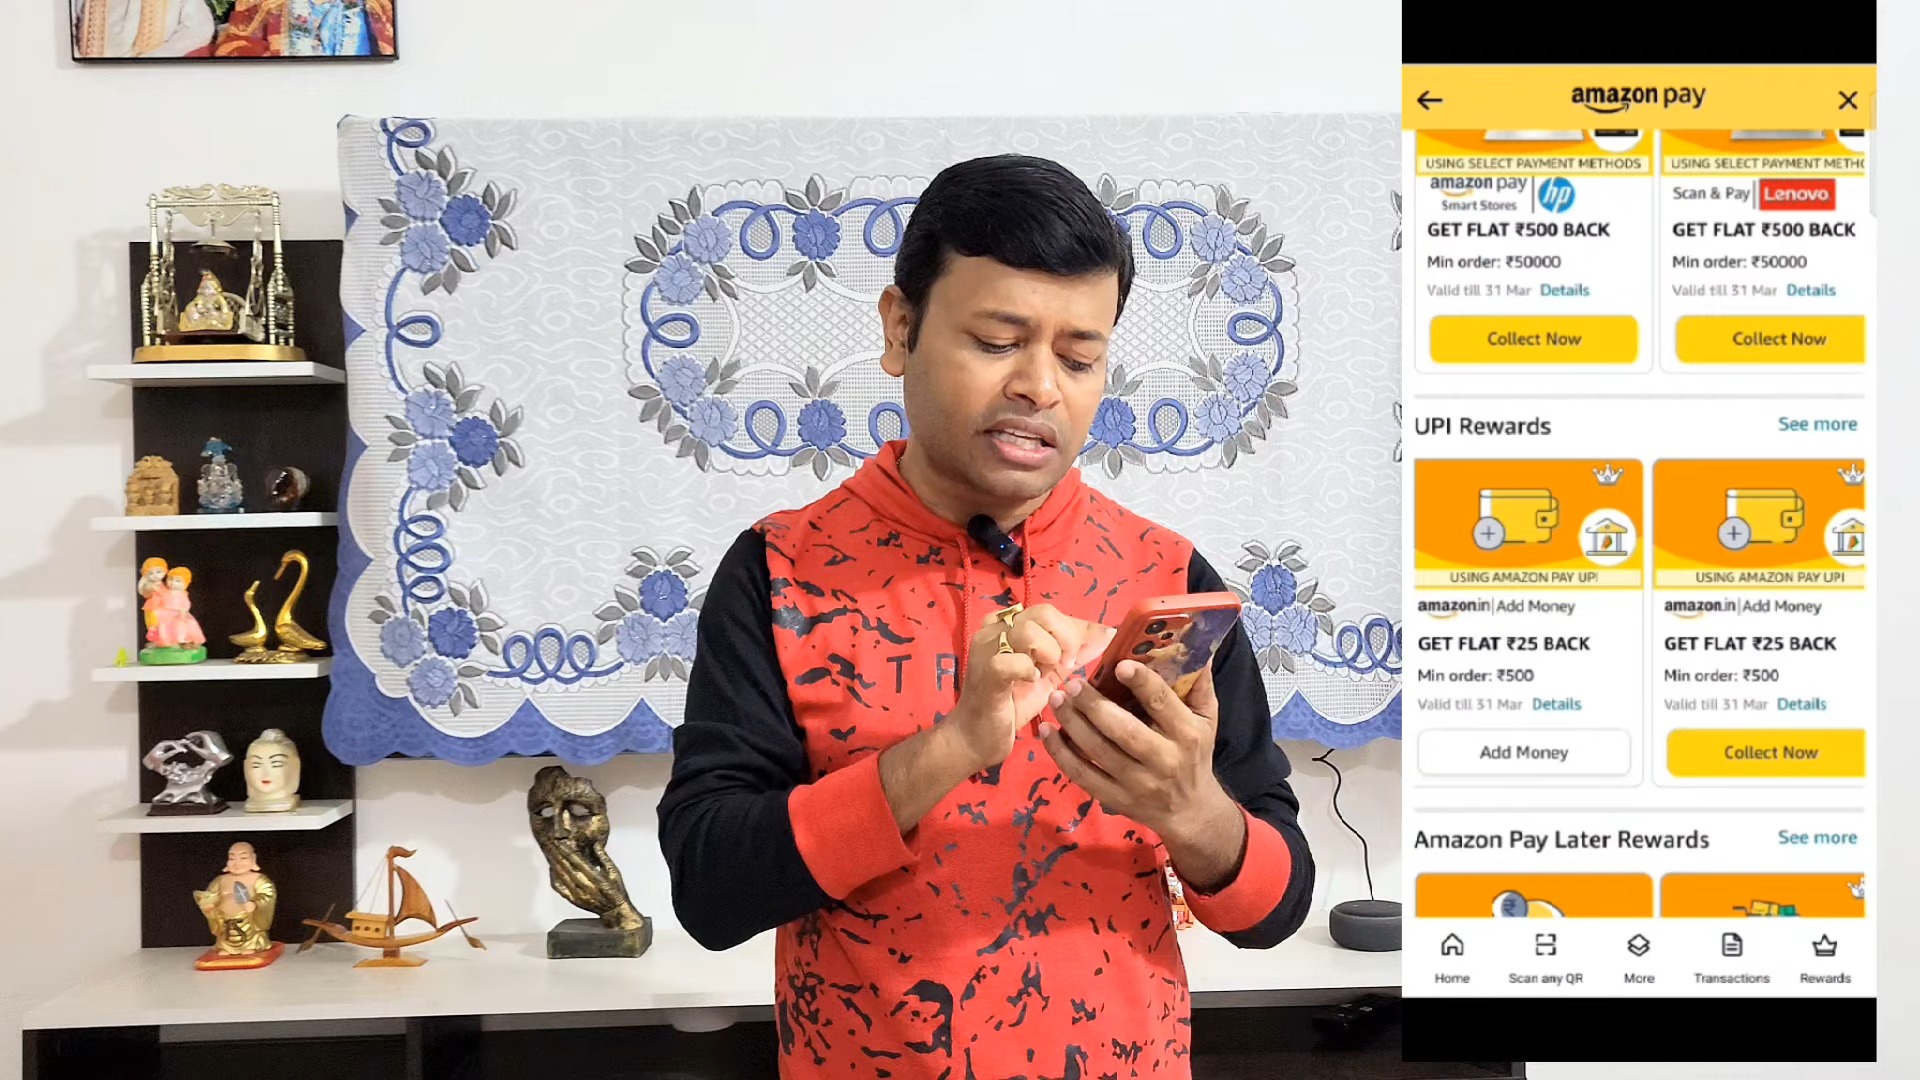 amazon pay
USING SELECT PAYMENT METHODS
amazon pay
Smart Stores
hp
GET FLAT ₹500 BACK
Min order: ₹50000
Valid till 31 Mar Details
Collect Now
USING SELECT PAYMENT METH
Scan & Pay Lenovo
GET FLAT ₹500 BACK
Min order: ₹50000
Valid till 31 Mar Details
Collect Now
UPI Rewards See more
USING AMAZON PAY UPI
amazon.in Add Money
GET FLAT ₹25 BACK
Min order: ₹500
Valid till 31 Mar Details
Add Money
USING AMAZON PAY UPI
amazon.in Add Money
GET FLAT ₹25 BACK
Min order: ₹500
Valid till 31 Mar Details
Collect Now
Amazon Pay Later Rewards See more
Home Scan any QR More Transactions Rewards